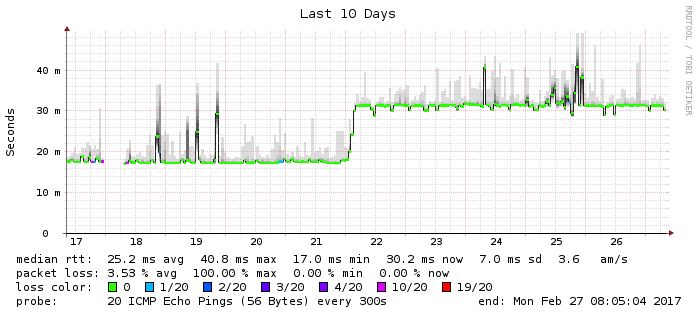 Last 10 Days
RRDTOOL / TOBI OETIKER
Seconds
40 m
30 m
20 m
10 m
0
17 18 19 20 21 22 23 24 25 26
median rtt: 25.2 ms avg 40.8 ms max 17.0 ms min 30.2 ms now 7.0 ms sd 3.6 am/s
packet loss: 3.53 % avg 100.00 % max 0.00 % min 0.00 % now
loss color: 0 1/20 2/20 3/20 4/20 10/20 19/20
probe: 20 ICMP Echo Pings (56 Bytes) every 300s end: Mon Feb 27 08:05:04 2017